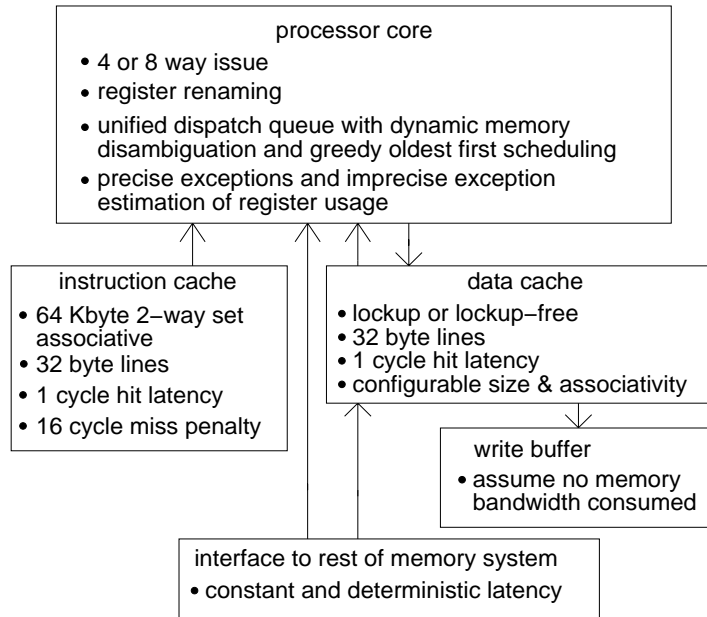 processor core
• 4 or 8 way issue
• register renaming
• unified dispatch queue with dynamic memory
disambiguation and greedy oldest first scheduling
• precise exceptions and imprecise exception
estimation of register usage
instruction cache
• 64 Kbyte 2−way set
associative
• 32 byte lines
• 1 cycle hit latency
• 16 cycle miss penalty
data cache
• lockup or lockup−free
• 32 byte lines
• 1 cycle hit latency
• configurable size & associativity
write buffer
• assume no memory
bandwidth consumed
interface to rest of memory system
• constant and deterministic latency